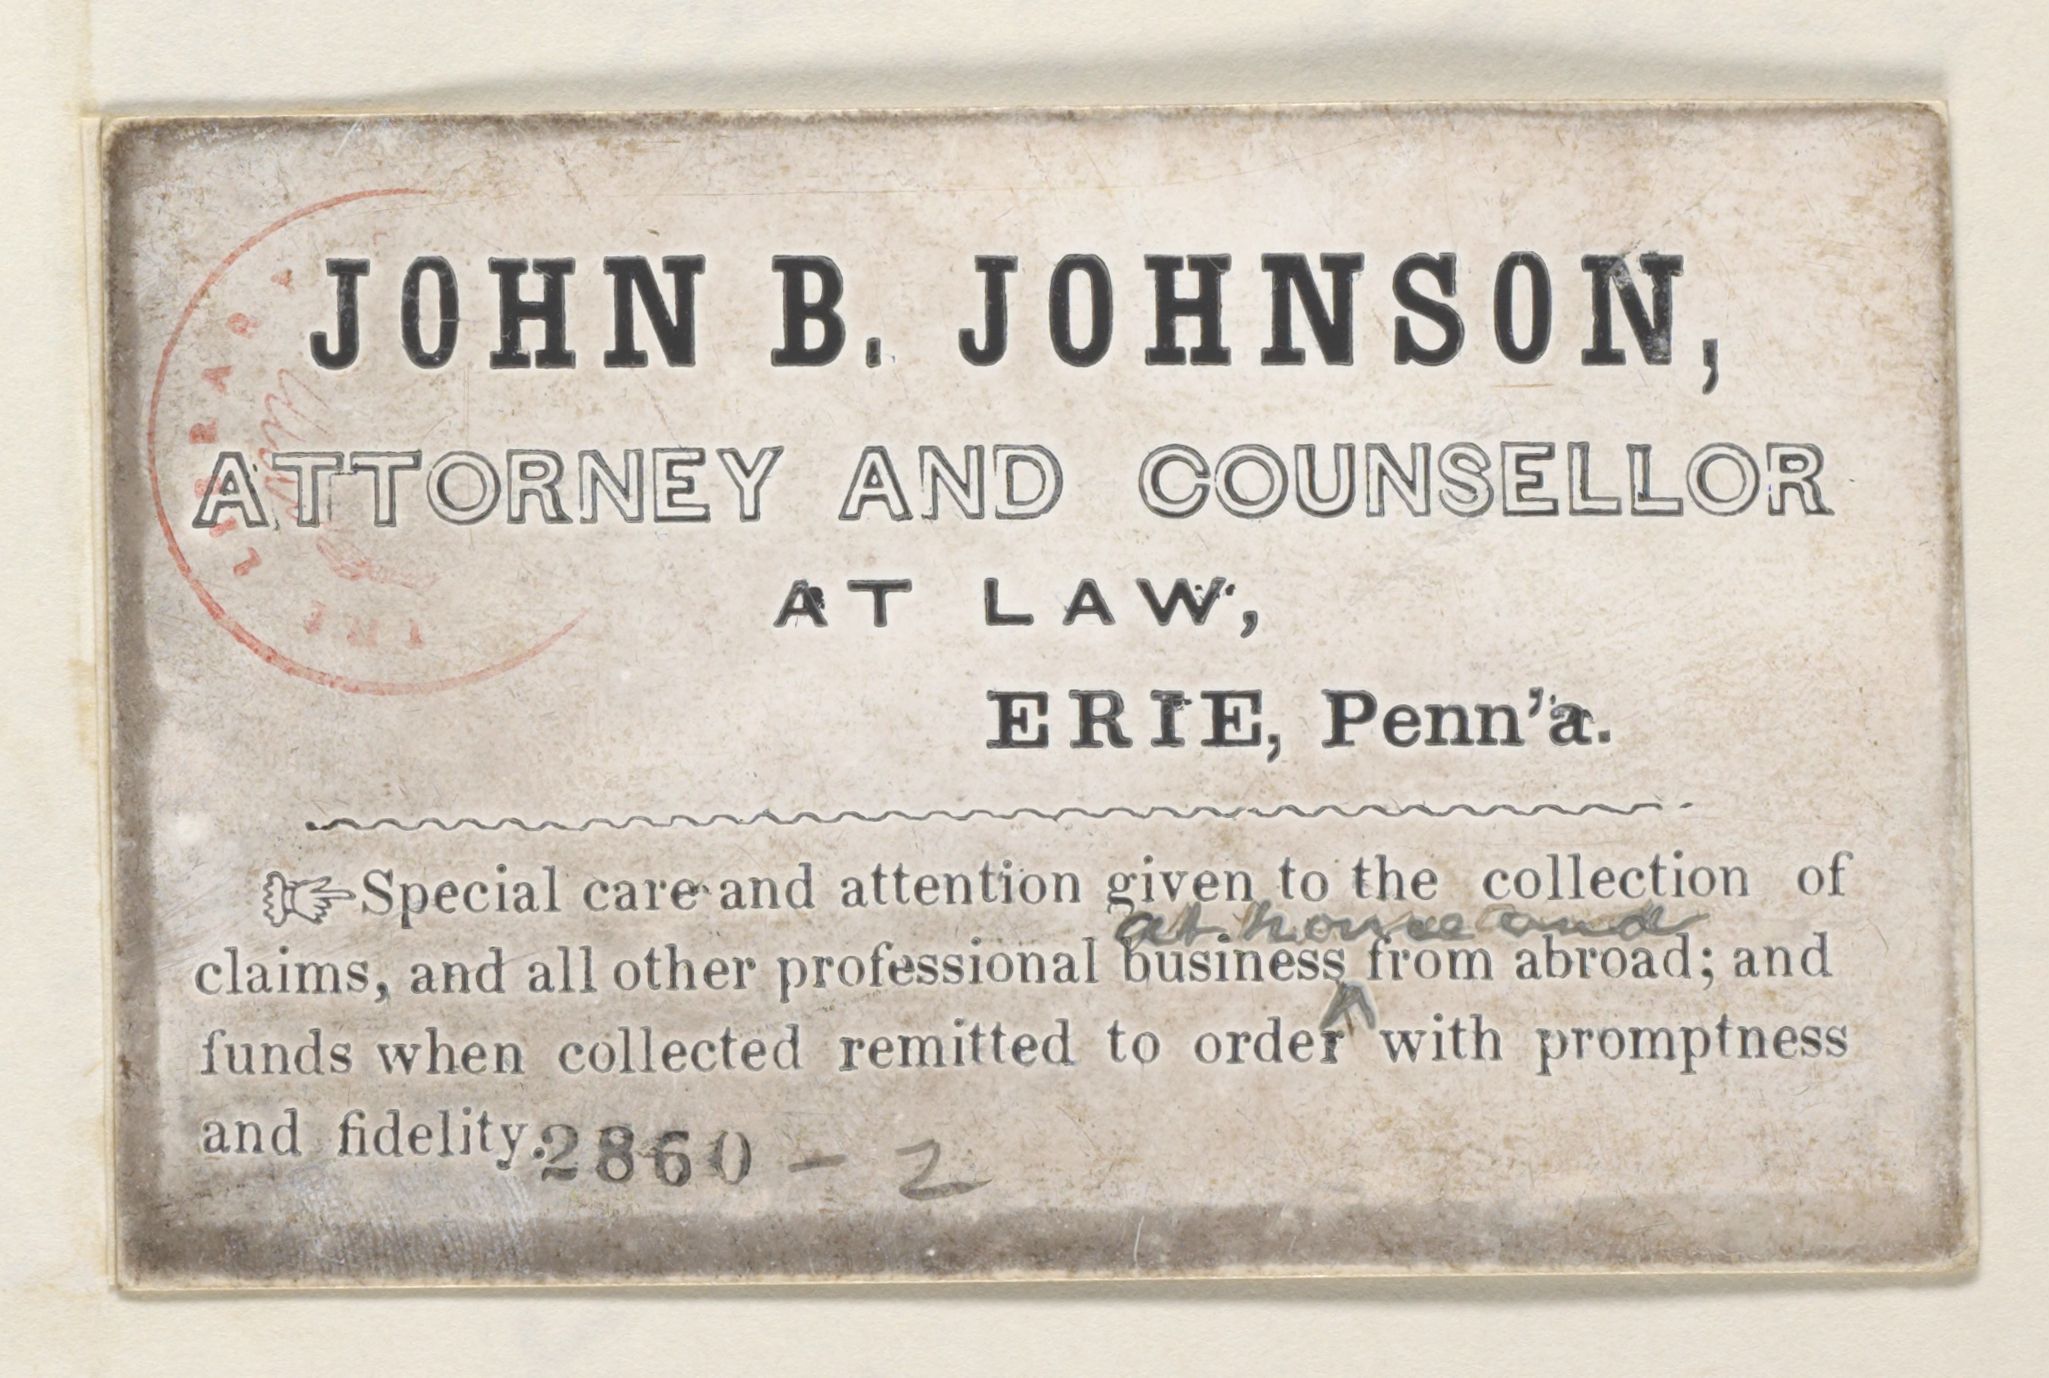 JOHN B. JOHNSON,
ATTORNEY AND COUNSELLOR
AT LAW,
ERIE, Penn'a.
☞Special care and attention given to the collection of
at home and
claims, and all other professional business ‸ from abroad; and
funds when collected remitted to order with promptness
and fidelity.
2860 - 2
THE LIBRARY